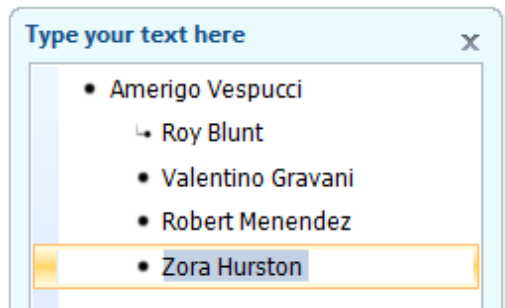 Type your text here
Amerigo Vespucci
Roy Blunt
Valentino Gravani
Robert Menendez
Zora Hurston